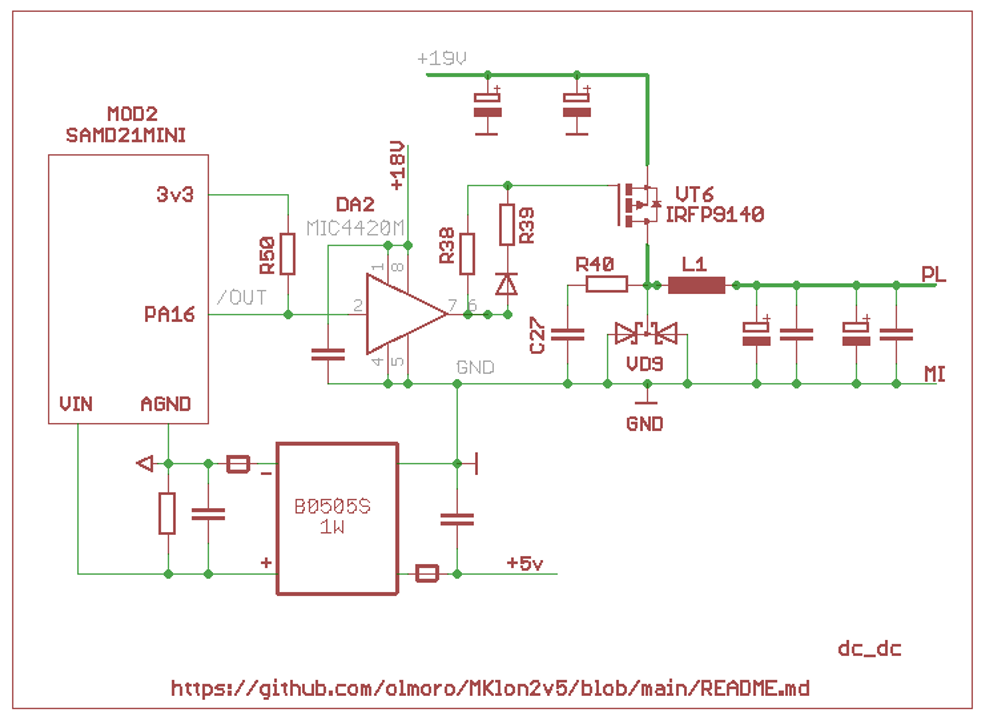 +19V
MOD2
SAMD21MINI
3v3
+18V
DA2
MIC4420M
VT6
IRFP9140
R50
R38
R39
1
8
/OUT
PA16
2
7
6
R40
L1
PL
C27
VD9
4
5
GND
MI
VIN
AGND
GND
-
B0505S
1W
+
+5v
dc_dc
https://github.com/olmoro/MKlon2v5/blob/main/README.md